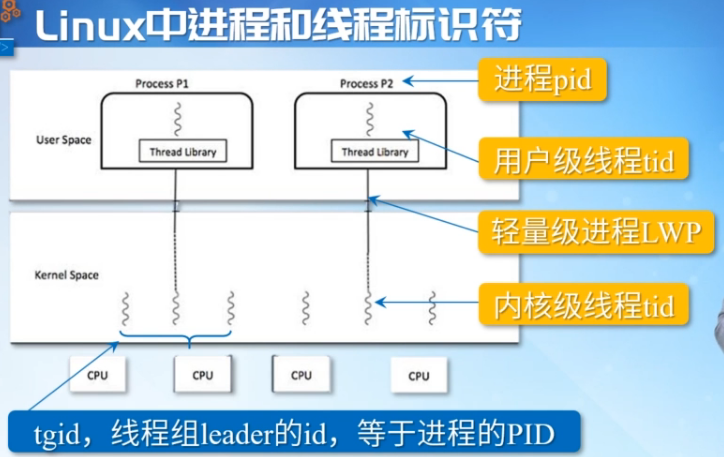 Linux中进程和线程标识符
>
Process P1
Process P2
进程pid
User Space
Thread Library
Thread Library
用户级线程tid
轻量级进程LWP
Kernel Space
内核级线程tid
CPU
CPU
CPU
CPU
tgid，线程组leader的id，等于进程的PID